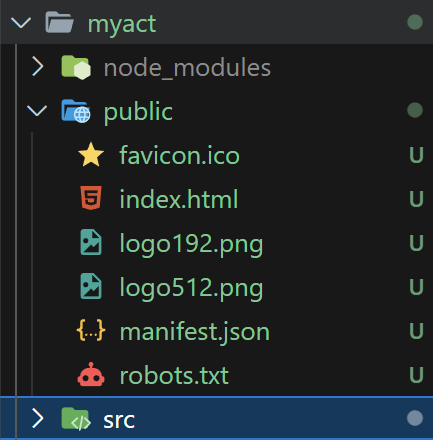 myact
node_modules
public
favicon.ico
U
index.html
U
logo192.png
U
logo512.png
U
manifest.json
U
robots.txt
U
src